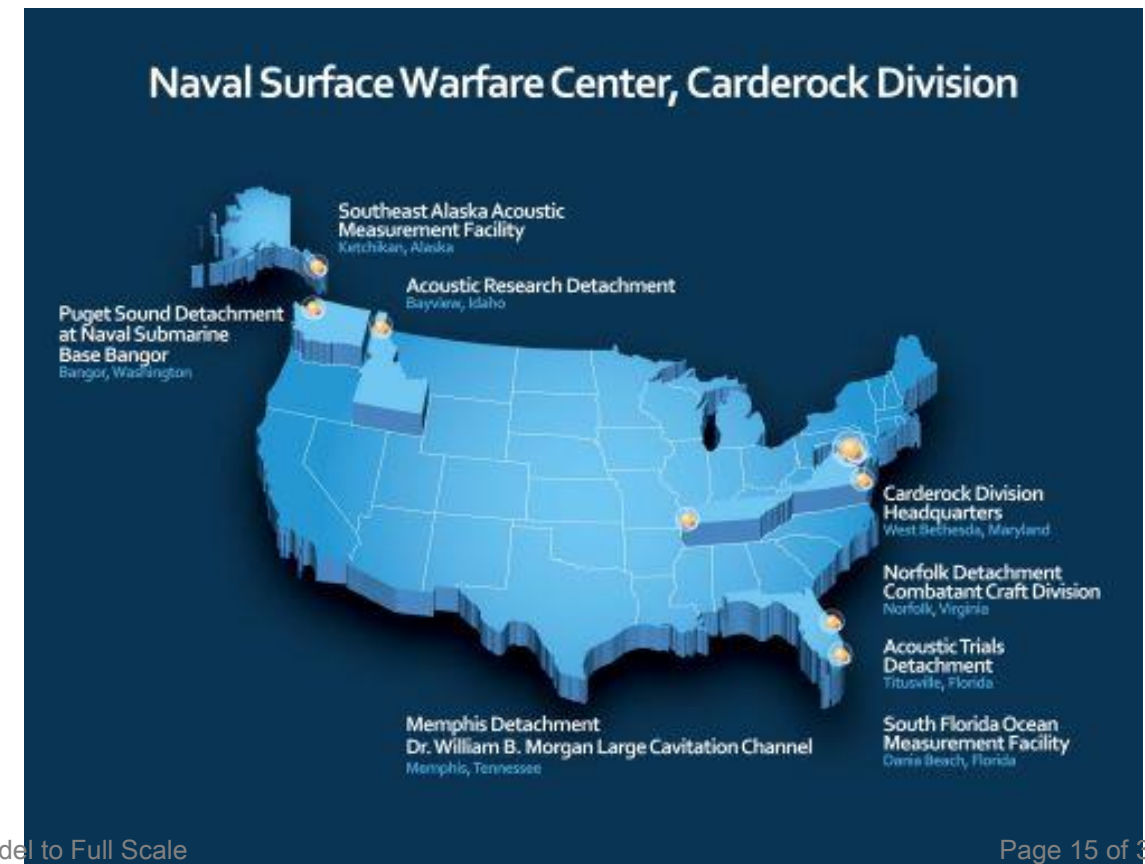 Naval Surface Warfare Center, Carderock Division
Southeast Alaska Acoustic
Measurement Facility
Ketchikan, Alaska
Acoustic Research Detachment
Bayview, Idaho
Puget Sound Detachment
at Naval Submarine
Base Bangor
Bangor, Washington
Carderock Division
Headquarters
West Bethesda, Maryland
Norfolk Detachment
Combatant Craft Division
Norfolk, Virginia
Acoustic Trials
Detachment
Titusville, Florida
South Florida Ocean
Measurement Facility
Dania Beach, Florida
Memphis Detachment
Dr. William B. Morgan Large Cavitation Channel
Memphis, Tennessee
to Full Scale
Page 15 of